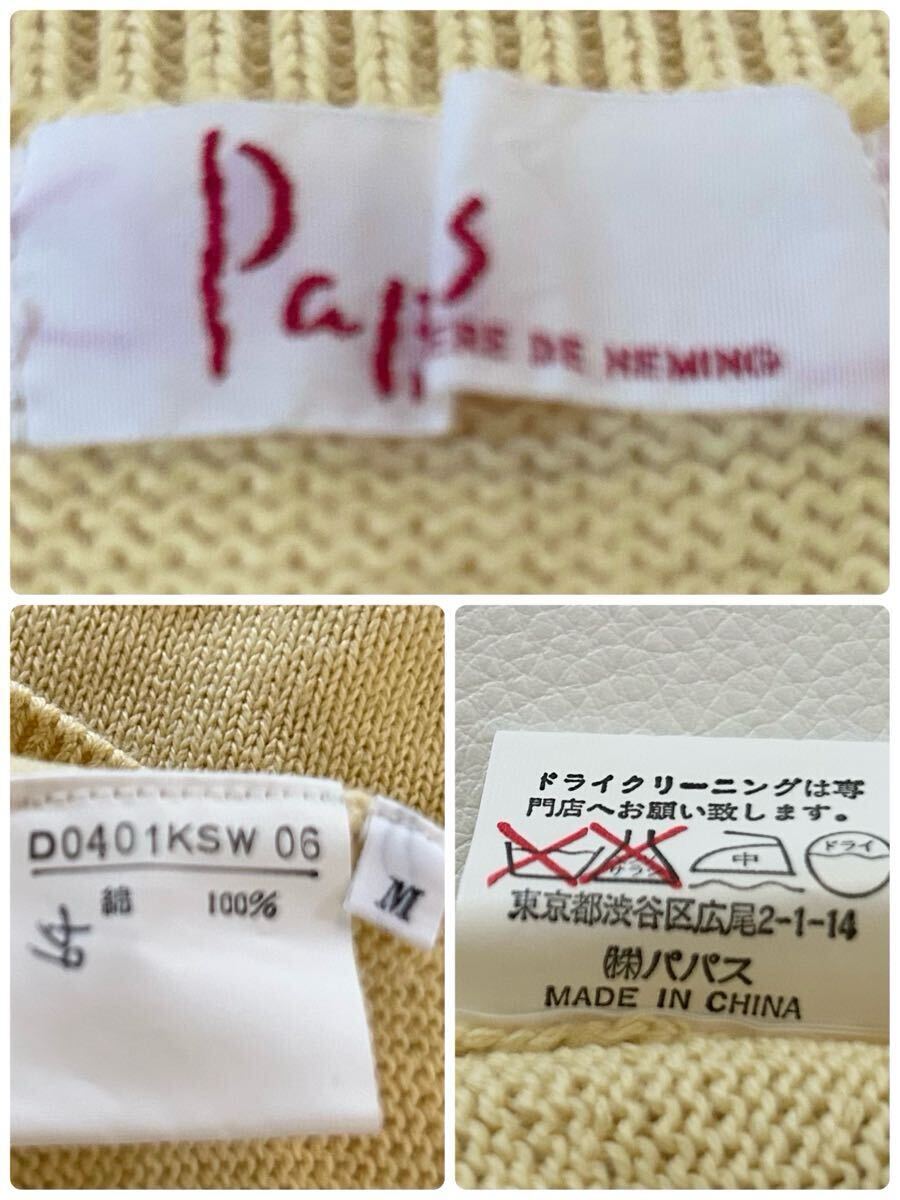 Pap s
ERE DE NEMING
D0401KSW 06
綿 100%
M
ドライクリーニングは専
門店へお願い致します。
中 ドライ
東京都渋谷区広尾2-1-14
㈱パパス
MADE IN CHINA